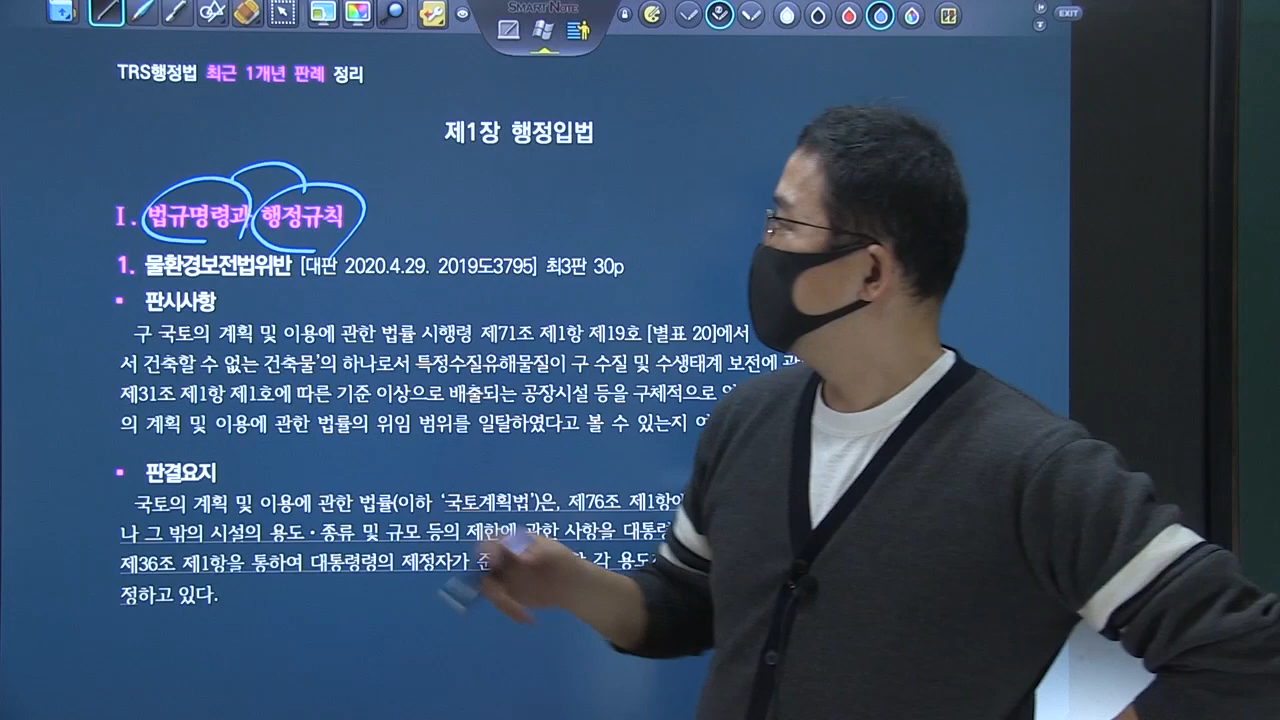 SMART NOTE
EXIT
TRS행정법 최근 1개년 판례 정리
제1장 행정입법
I. 법규명령과 행정규칙
1. 물환경보전법위반 [대판 2020.4.29. 2019도3795] 최3판 30p
▪ 판시사항
구 국토의 계획 및 이용에 관한 법률 시행령 제71조 제1항 제19호 [별표 20]에서
서 건축할 수 없는 건축물’의 하나로서 특정수질유해물질이 구 수질 및 수생태계 보전에
제31조 제1항 제1호에 따른 기준 이상으로 배출되는 공장시설 등을 구체적으로
의 계획 및 이용에 관한 법률의 위임 범위를 일탈하였다고 볼 수 있는지
▪ 판결요지
국토의 계획 및 이용에 관한 법률(이하 ‘국토계획법’)은, 제76조 제1항에
나 그 밖의 시설의 용도·종류 및 규모 등의 제한에 관한 사항을 대통령
제36조 제1항을 통하여 대통령령의 제정자가 각 용도
정하고 있다.